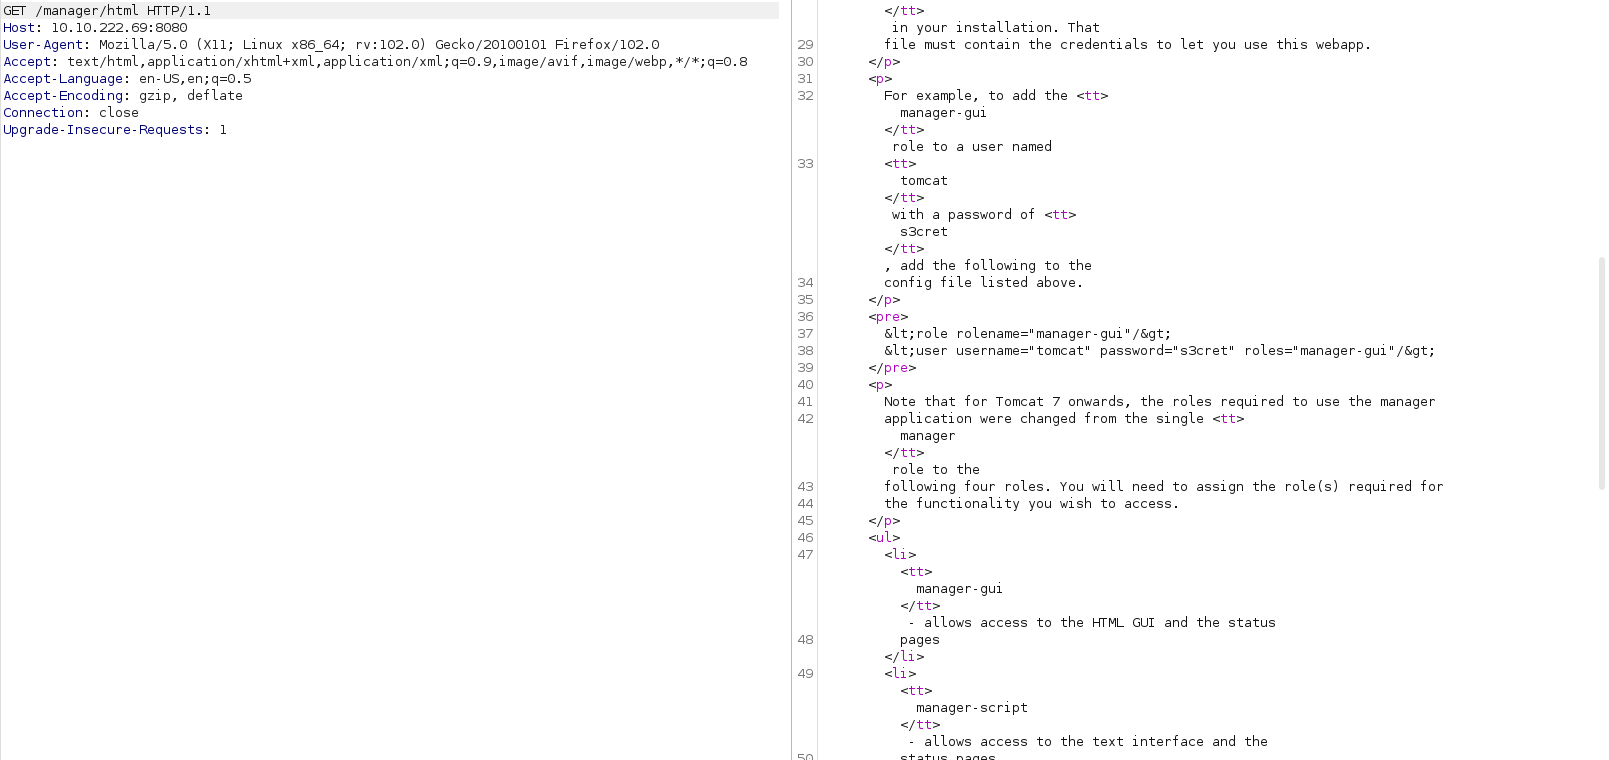 GET /manager/html HTTP/1.1
Host: 10.10.222.69:8080
User-Agent: Mozilla/5.0 (X11; Linux x86_64; rv:102.0) Gecko/20100101 Firefox/102.0
Accept: text/html,application/xhtml+xml,application/xml;q=0.9,image/avif,image/webp,*/*;q=0.8
Accept-Language: en-US,en;q=0.5
Accept-Encoding: gzip, deflate
Connection: close
Upgrade-Insecure-Requests: 1
</tt>
in your installation. That
29 file must contain the credentials to let you use this webapp.
30 </p>
31 <p>
32 For example, to add the <tt>
manager-gui
</tt>
role to a user named
33 <tt>
tomcat
</tt>
with a password of <tt>
s3cret
</tt>
, add the following to the
34 config file listed above.
35 </p>
36 <pre>
37 &lt;role rolename="manager-gui"/&gt;
38 &lt;user username="tomcat" password="s3cret" roles="manager-gui"/&gt;
39 </pre>
40 <p>
41 Note that for Tomcat 7 onwards, the roles required to use the manager
42 application were changed from the single <tt>
manager
</tt>
role to the
43 following four roles. You will need to assign the role(s) required for
44 the functionality you wish to access.
45 </p>
46 <ul>
47 <li>
<tt>
manager-gui
</tt>
- allows access to the HTML GUI and the status
48 pages
</li>
49 <li>
<tt>
manager-script
</tt>
- allows access to the text interface and the
50 status pages